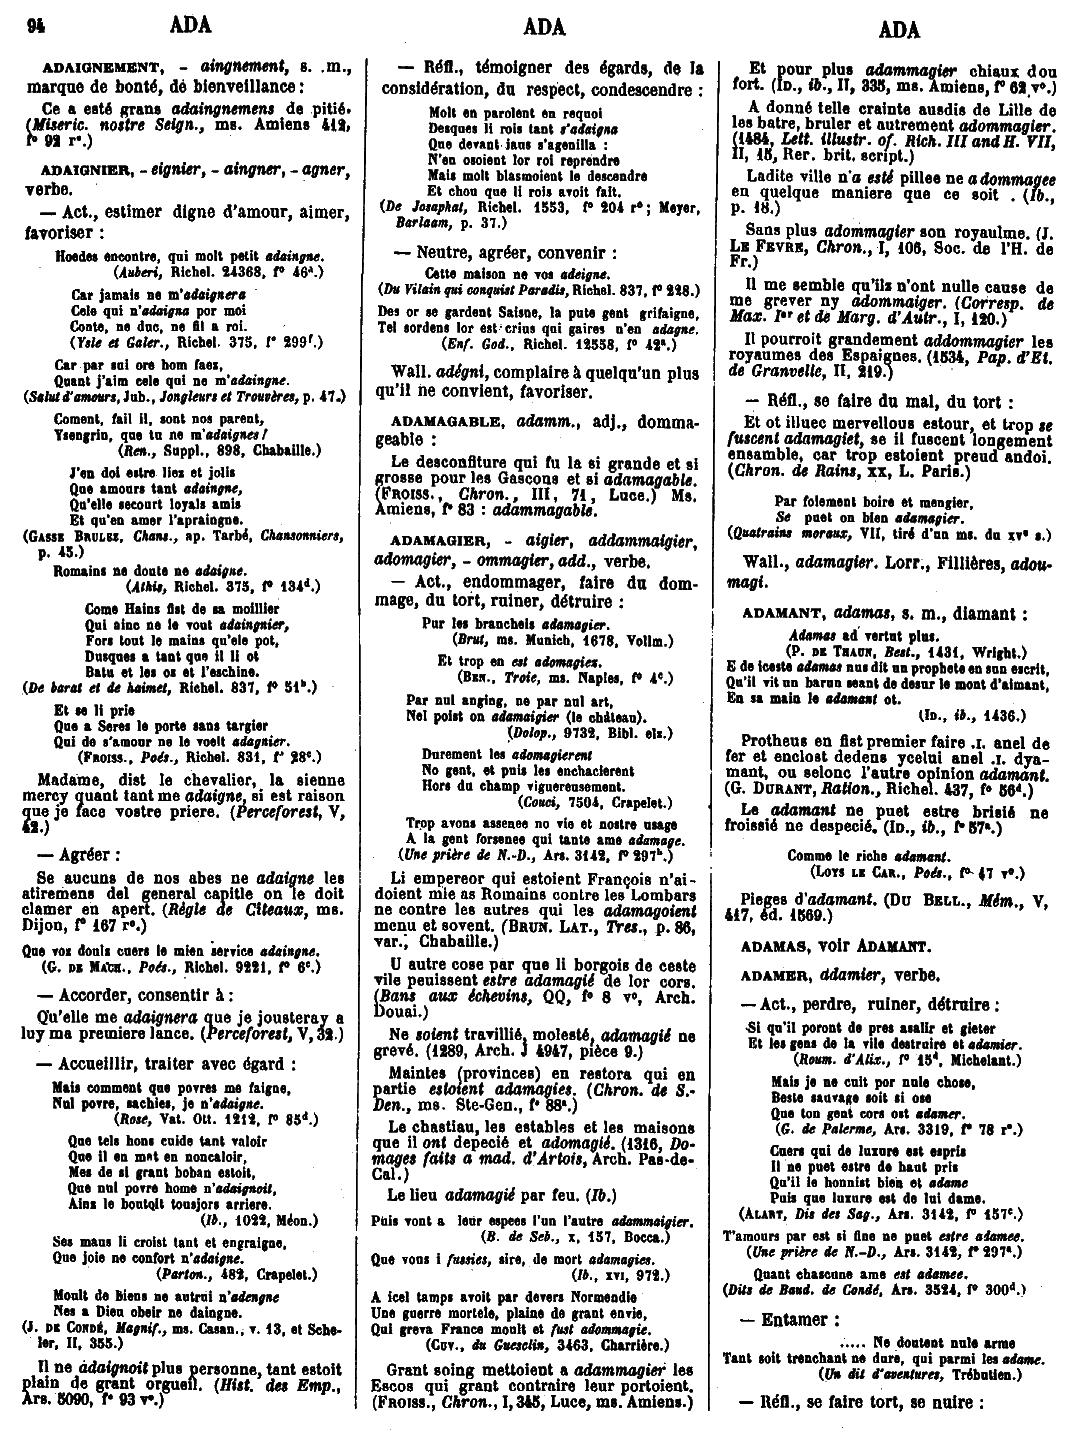 94 ADA ADA ADA
ADAIGNEMENT, - aingnement, s. .m.,
marque de bonté, de bienveillance :
Ce a esté grans adaingnemens de pitié.
(Miseric. nostre Seign., ms. Amiens 412,
f° 92 r°.)
ADAIGNIER, - eignier, - aingner, - agner,
verbe.
— Act., estimer digne d'amour, aimer,
favoriser :
Hoedes encontre, qui molt petit adaingne.
(Auberi, Richel. 24368, f° 46ª.)
Car jamais ne m'adaignera
Cele qui n'adaigna por moi
Conte, ne duc, ne fil a roi.
(Ysle et Galer., Richel. 375, f° 299f.)
Car par sui ore hom faes,
Quant j'aim cele qui ne m'adaingne.
(Salut d'amours, Jub., Jongleurs et Trouvères, p. 47.)
Coment, fail il, sont nos parent,
Ysengrin, que tu ne m'adaignes !
(Ren., Suppl., 898, Chabaille.)
J'en doi estre liez et jolis
Que amours tant adaingne,
Qu'elle secourt loyals amis
Et qu'en amer l'apraingne.
(GASSE BRULEZ, Chans., ap. Tarbé, Chansonniers,
p. 45.)
Romains ne doute ne adaigne.
(Athis, Richel. 375, f° 134d.)
Come Hains fist de sa moillier
Qui ainc ne le vout adaingnier,
Fors tout le mains qu'ele pot,
Dusques a tant que il li ot
Batu et les os et l'eschine.
(De barat et de haimet, Richel. 837, f° 51b.)
Et se li prie
Que a Seres le porte sans targier
Qui de s'amour ne le voelt adagnier.
(FROISS., Poés., Richel. 831, f° 28c.)
Madame, dist le chevalier, la sienne
mercy quant tant me adaigne, si est raison
que je face vostre priere. (Perceforest, V,
42.)
— Agréer :
Se aucuns de nos abes ne adaigne les
atiremens del general capitle on le doit
clamer en apert. (Règle de Cîteaux, ms.
Dijon, f° 167 r°.)
Que vos douls cuers le mien service adaingne.
(G. DE MACH., Poés., Richel. 9221, f° 6c.)
— Accorder, consentir à :
Qu'elle me adaignera que je jousteray a
luy ma premiere lance. (Perceforest, V, 32.)
— Accueillir, traiter avec égard :
Mais comment que povres me faigne,
Nul povre, sachies, je n'adaigne.
(Rose, Vat. Ott. 1212, f° 85d.)
Que tels hons cuide tant valoir
Que il en met en noncaloir,
Mes de si grant boban estoit,
Que nul povre home n'adaignoit,
Ains le boutoit tousjors arriere.
(Ib., 1022, Méon.)
Ses maus li croist tant et engraigne,
Que joie ne confort n'adaigne.
(Parton., 482, Crapelet.)
Moult de biens ne autrui n'adengne
Nes a Dieu obeir ne daingne.
(J. DE CONDÉ, Magnif., ms. Casan., v. 13, et Sche-
ler, II, 355.)
Il ne adaignoit plus personne, tant estoit
plain de grant orgueil. (Hist. des Emp.,
Ars. 5090, f° 93 v°.)
— Réfl., témoigner des égards, de la
considération, du respect, condescendre :
Molt en parolent en requoi
Desques li rois tant s'adaigna
Que devant iaus s'agenilla :
N'en osoient lor roi reprendre
Mais molt blasmoient le descendre
Et chou que li rois avoit fait.
(De Josaphat, Richel. 1553, f° 204 r°; Meyer,
Barlaam, p. 37.)
— Neutre, agréer, convenir :
Cette maison ne vos adeigne.
(Du Vilain qui conquist Paradis, Richel. 837, f° 228.)
Des or se gardent Saisne, la pute gent grifaigne,
Tel sordens lor est crius qui gaires n'en adagne.
(Enf. God., Richel. 12558, f° 42ª.)
Wall. adégni, complaire à quelqu'un plus
qu'il ne convient, favoriser.
ADAMAGABLE, adamm., adj., domma-
geable :
Le desconfiture qui fu la si grande et si
grosse pour les Gascons et si adamagable.
(FROISS., Chron., III, 71, Luce.) Ms.
Amiens, f° 83 : adammagable.
ADAMAGIER, - aigier, addammaigier,
adomagier, - ommagier, add., verbe.
— Act., endommager, faire du dom-
mage, du tort, ruiner, détruire :
Pur les brancheis adamagier.
(Brut, ms. Munich, 1678, Vollm.)
Et trop en est adomagiez.
(BEN., Troie, ms. Naples, f° 4c.)
Par nul anging, ne par nul art,
Nel poist on adamaigier (le château).
(Dolop., 9732, Bibl. elz.)
Durement les adomagierent
No gent, et puis les enchacierent
Hors du champ viguereusement.
(Couci, 7504, Crapelet.)
Trop avons assenee no vie et nostre usage
A la gent forsenee qui tante ame adamage.
(Une prière de N.-D., Ars. 3142, f° 297b.)
Li empereor qui estoient François n'ai-
doient mie as Romains contre les Lombars
ne contre les autres qui les adamagoient
menu et sovent. (BRUN. LAT., Tres., p. 86,
var., Chabaille.)
U autre cose par que li borgois de ceste
vile peuissent estre adamagié de lor cors.
(Bans aux échevins, QQ, f° 8 v°, Arch.
Douai.)
Ne soient travillié, molesté, adamagié ne
grevé. (1289, Arch. J 4947, pièce 9.)
Maintes (provinces) en restora qui en
partie estoient adamagies. (Chron. de S.-
Den., ms. Ste-Gen., f° 88ª.)
Le chastiau, les estables et les maisons
que il ont depecié et adomagié. (1316, Do-
mages faits a mad. d'Artois, Arch. Pas-de-
Cal.)
Le lieu adamagié par feu. (Ib.)
Puis vont a leur espees l'un l'autre adammaigier.
(B. de Seb., X, 157, Bocca.)
Que vous i fussies, sire, de mort adamagies.
(Ib., XVI, 972.)
A icel tamps avoit par devers Normendie
Une guerre mortele, plaine de grant envie,
Qui greva France moult et fust adommagie.
(CUV., du Guesclin, 3463, Charrière.)
Grant soing mettoient a adammagier les
Escos qui grant contraire leur portoient.
(FROISS., Chron., I, 345, Luce, ms. Amiens.)
Et pour plus adammagier chiaux dou
fort. (ID., ib., II, 335, ms. Amiens, f° 62 v°.)
A donné telle crainte ausdis de Lille de
les batre, bruler et autrement adommagier.
(1484, Lett. illustr. of. Rich. III and H. VII,
II, 15, Rer. brit. script.)
Ladite ville n'a esté pillee ne adommagee
en quelque maniere que ce soit . (Ib.,
p. 18.)
Sans plus adommagier son royaulme. (J.
LE FEVRE, Chron., I, 106, Soc. de l'H. de
Fr.)
Il me semble qu'ilz n'ont nulle cause de
me grever ny adommaiger. (Corresp. de
Max. Ier et de Marg. d'Autr., I, 120.)
Il pourroit grandement addommagier les
royaumes des Espaignes. (1534, Pap. d'Et.
de Granvelle, II, 219.)
— Réfl., se faire du mal, du tort :
Et ot illuec mervellous estour, et trop se
fuscent adamagiet, se il fuscent longement
ensamble, car trop estoient preud andoi.
(Chron. de Rains, XX, L. Paris.)
Par folement boire et mengier,
Se puet on bien adamagier.
(Quatrains moraux, VII, tiré d'un ms. du XVe s.)
Wall., adamagier. Lorr., Fillières, adou-
magi.
ADAMANT, adamas, s. m., diamant :
Adamas ad vertut plus.
(P. DE THAUN, Best., 1431, Wright.)
E de iceste adamas nus dit un prophete en sun escrit,
Qu'il vit un barun seant de desur le mont d'aimant,
En sa main le adamant ot.
(ID., ib., 1436.)
Protheus en fist premier faire .I. anel de
fer et enclost dedens ycelui anel .I. dya-
mant, ou selonc l'autre opinion adamant.
(G. DURANT, Ration., Richel. 437, f° 56d.)
Le adamant ne puet estre brisié ne
froissié ne despecié. (ID., ib., f° 57ª.)
Comme le riche adamant.
(LOYS LE CAR., Poés., f° 47 v°.)
Pieges d'adamant. (DU BELL., Mém., V,
417, éd. 1569.)
ADAMAS, voir ADAMANT.
ADAMER, adamier, verbe.
— Act., perdre, ruiner, détruire :
Si qu'il poront de pres asalir et gieter
Et les gens de la vile destruire et adamier.
(Roum. d'Alix., f° 15d, Michelant.)
Mais je ne cuit por nule chose,
Beste sauvage soit si ose
Que ton gent cors ost adamer.
(G. de Palerme, Ars. 3319, f° 78 r°.)
Cuers qui de luxure est espris
Il ne puet estre de haut pris
Qu'il le honnist bien et adame
Puis que luxure est de lui dame.
(ALART, Dis des Sag., Ars. 3142, f° 157c.)
T'amours par est si fine ne puet estre adamee.
(Une prière de N.-D., Ars. 3142, f° 297ª.)
Quant chascune ame est adamee.
(Dits de Baud. de Condé, Ars. 3524, f° 300d.)
— Entamer :
..... Ne doutent nule arme
Tant soit trenchant ne dure, qui parmi les adame.
(Un dit d'aventures, Trébutien.)
— Réfl., se faire tort, se nuire :